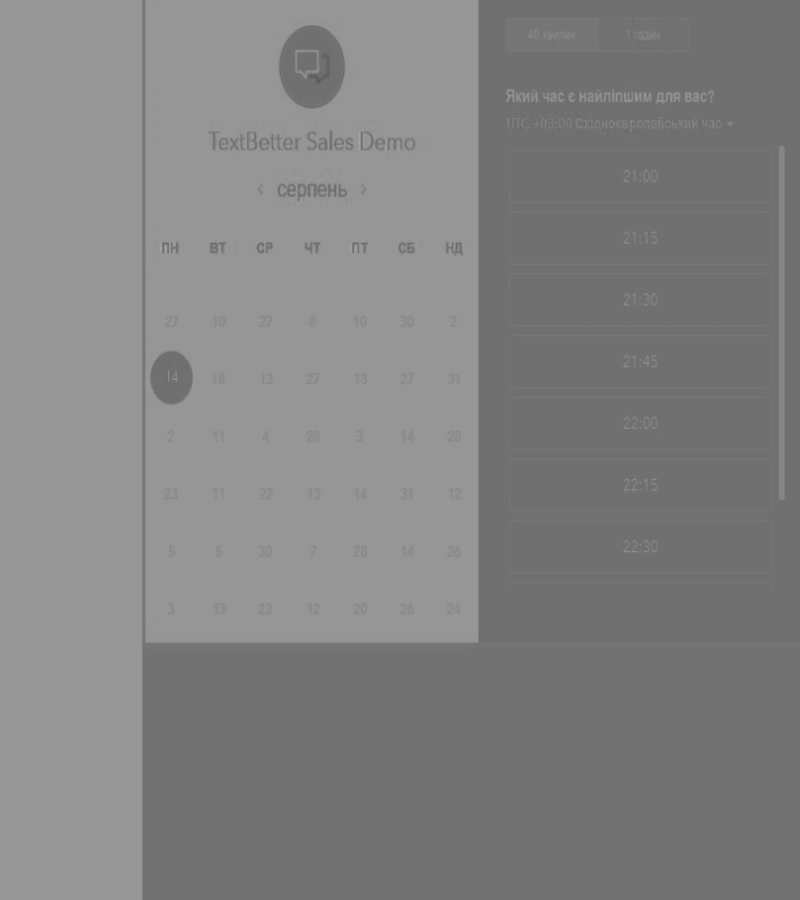 TextBetter Sales Demo
‹ серпень ›
ПН ВТ СР ЧТ ПТ СБ НД
27 10 27 8 10 30 2
14 18 13 27 13 27 31
2 11 4 28 3 14 28
23 11 22 13 14 31 12
5 5 30 7 28 14 26
3 13 23 12 20 26 24
40 хвилин 1 годин
Який час є найліпшим для вас?
UTC +03:00 Східноєвропейський час
21:00
21:15
21:30
21:45
22:00
22:15
22:30